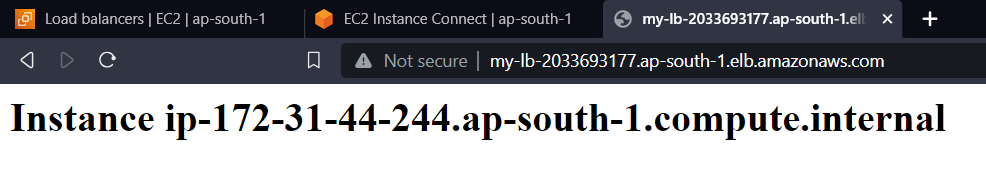 Load balancers | EC2 | ap-south-1
EC2 Instance Connect | ap-south-1
my-lb-2033693177.ap-south-1.el
Not secure | my-lb-2033693177.ap-south-1.elb.amazonaws.com
Instance ip-172-31-44-244.ap-south-1.compute.internal